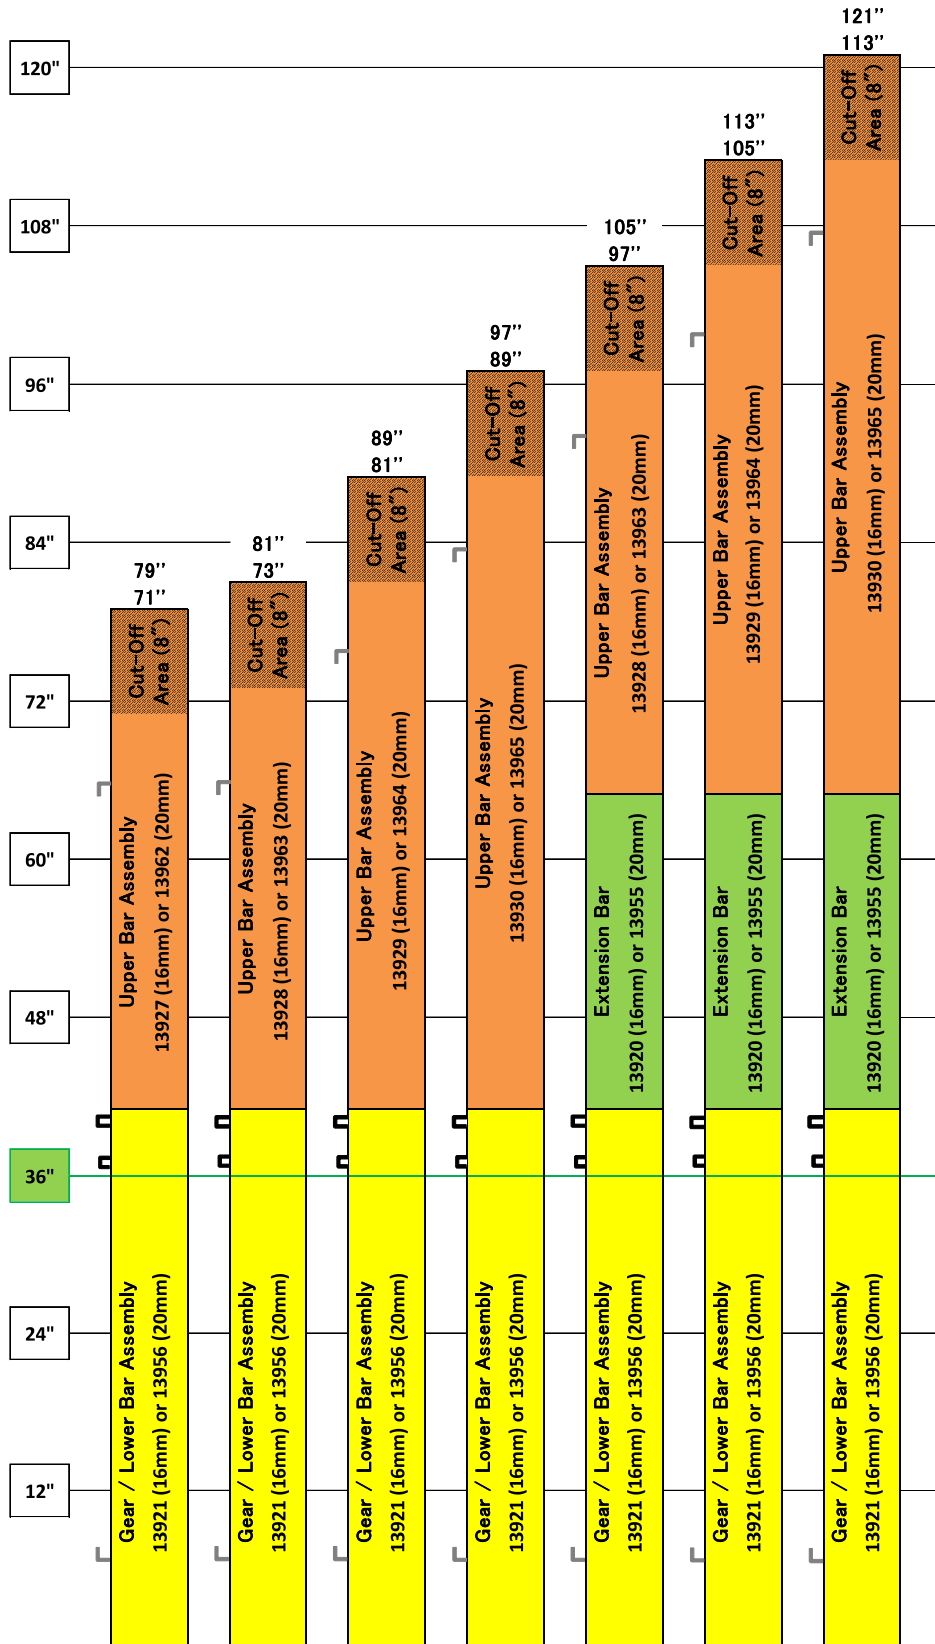 120"
108"
96"
84"
72"
60"
48"
36"
24"
12"
79’’
71’’
Cut-Off
Area (8”)
Upper Bar Assembly
13927 (16mm) or 13962 (20mm)
Gear / Lower Bar Assembly
13921 (16mm) or 13956 (20mm)
81’’
73’’
Cut-Off
Area (8”)
Upper Bar Assembly
13928 (16mm) or 13963 (20mm)
Gear / Lower Bar Assembly
13921 (16mm) or 13956 (20mm)
89’’
81’’
Cut-Off
Area (8”)
Upper Bar Assembly
13929 (16mm) or 13964 (20mm)
Gear / Lower Bar Assembly
13921 (16mm) or 13956 (20mm)
97’’
89’’
Cut-Off
Area (8”)
Upper Bar Assembly
13930 (16mm) or 13965 (20mm)
Gear / Lower Bar Assembly
13921 (16mm) or 13956 (20mm)
105’’
97’’
Cut-Off
Area (8”)
Upper Bar Assembly
13928 (16mm) or 13963 (20mm)
Extension Bar
13920 (16mm) or 13955 (20mm)
Gear / Lower Bar Assembly
13921 (16mm) or 13956 (20mm)
113’’
105’’
Cut-Off
Area (8”)
Upper Bar Assembly
13929 (16mm) or 13964 (20mm)
Extension Bar
13920 (16mm) or 13955 (20mm)
Gear / Lower Bar Assembly
13921 (16mm) or 13956 (20mm)
121’’
113’’
Cut-Off
Area (8”)
Upper Bar Assembly
13930 (16mm) or 13965 (20mm)
Extension Bar
13920 (16mm) or 13955 (20mm)
Gear / Lower Bar Assembly
13921 (16mm) or 13956 (20mm)